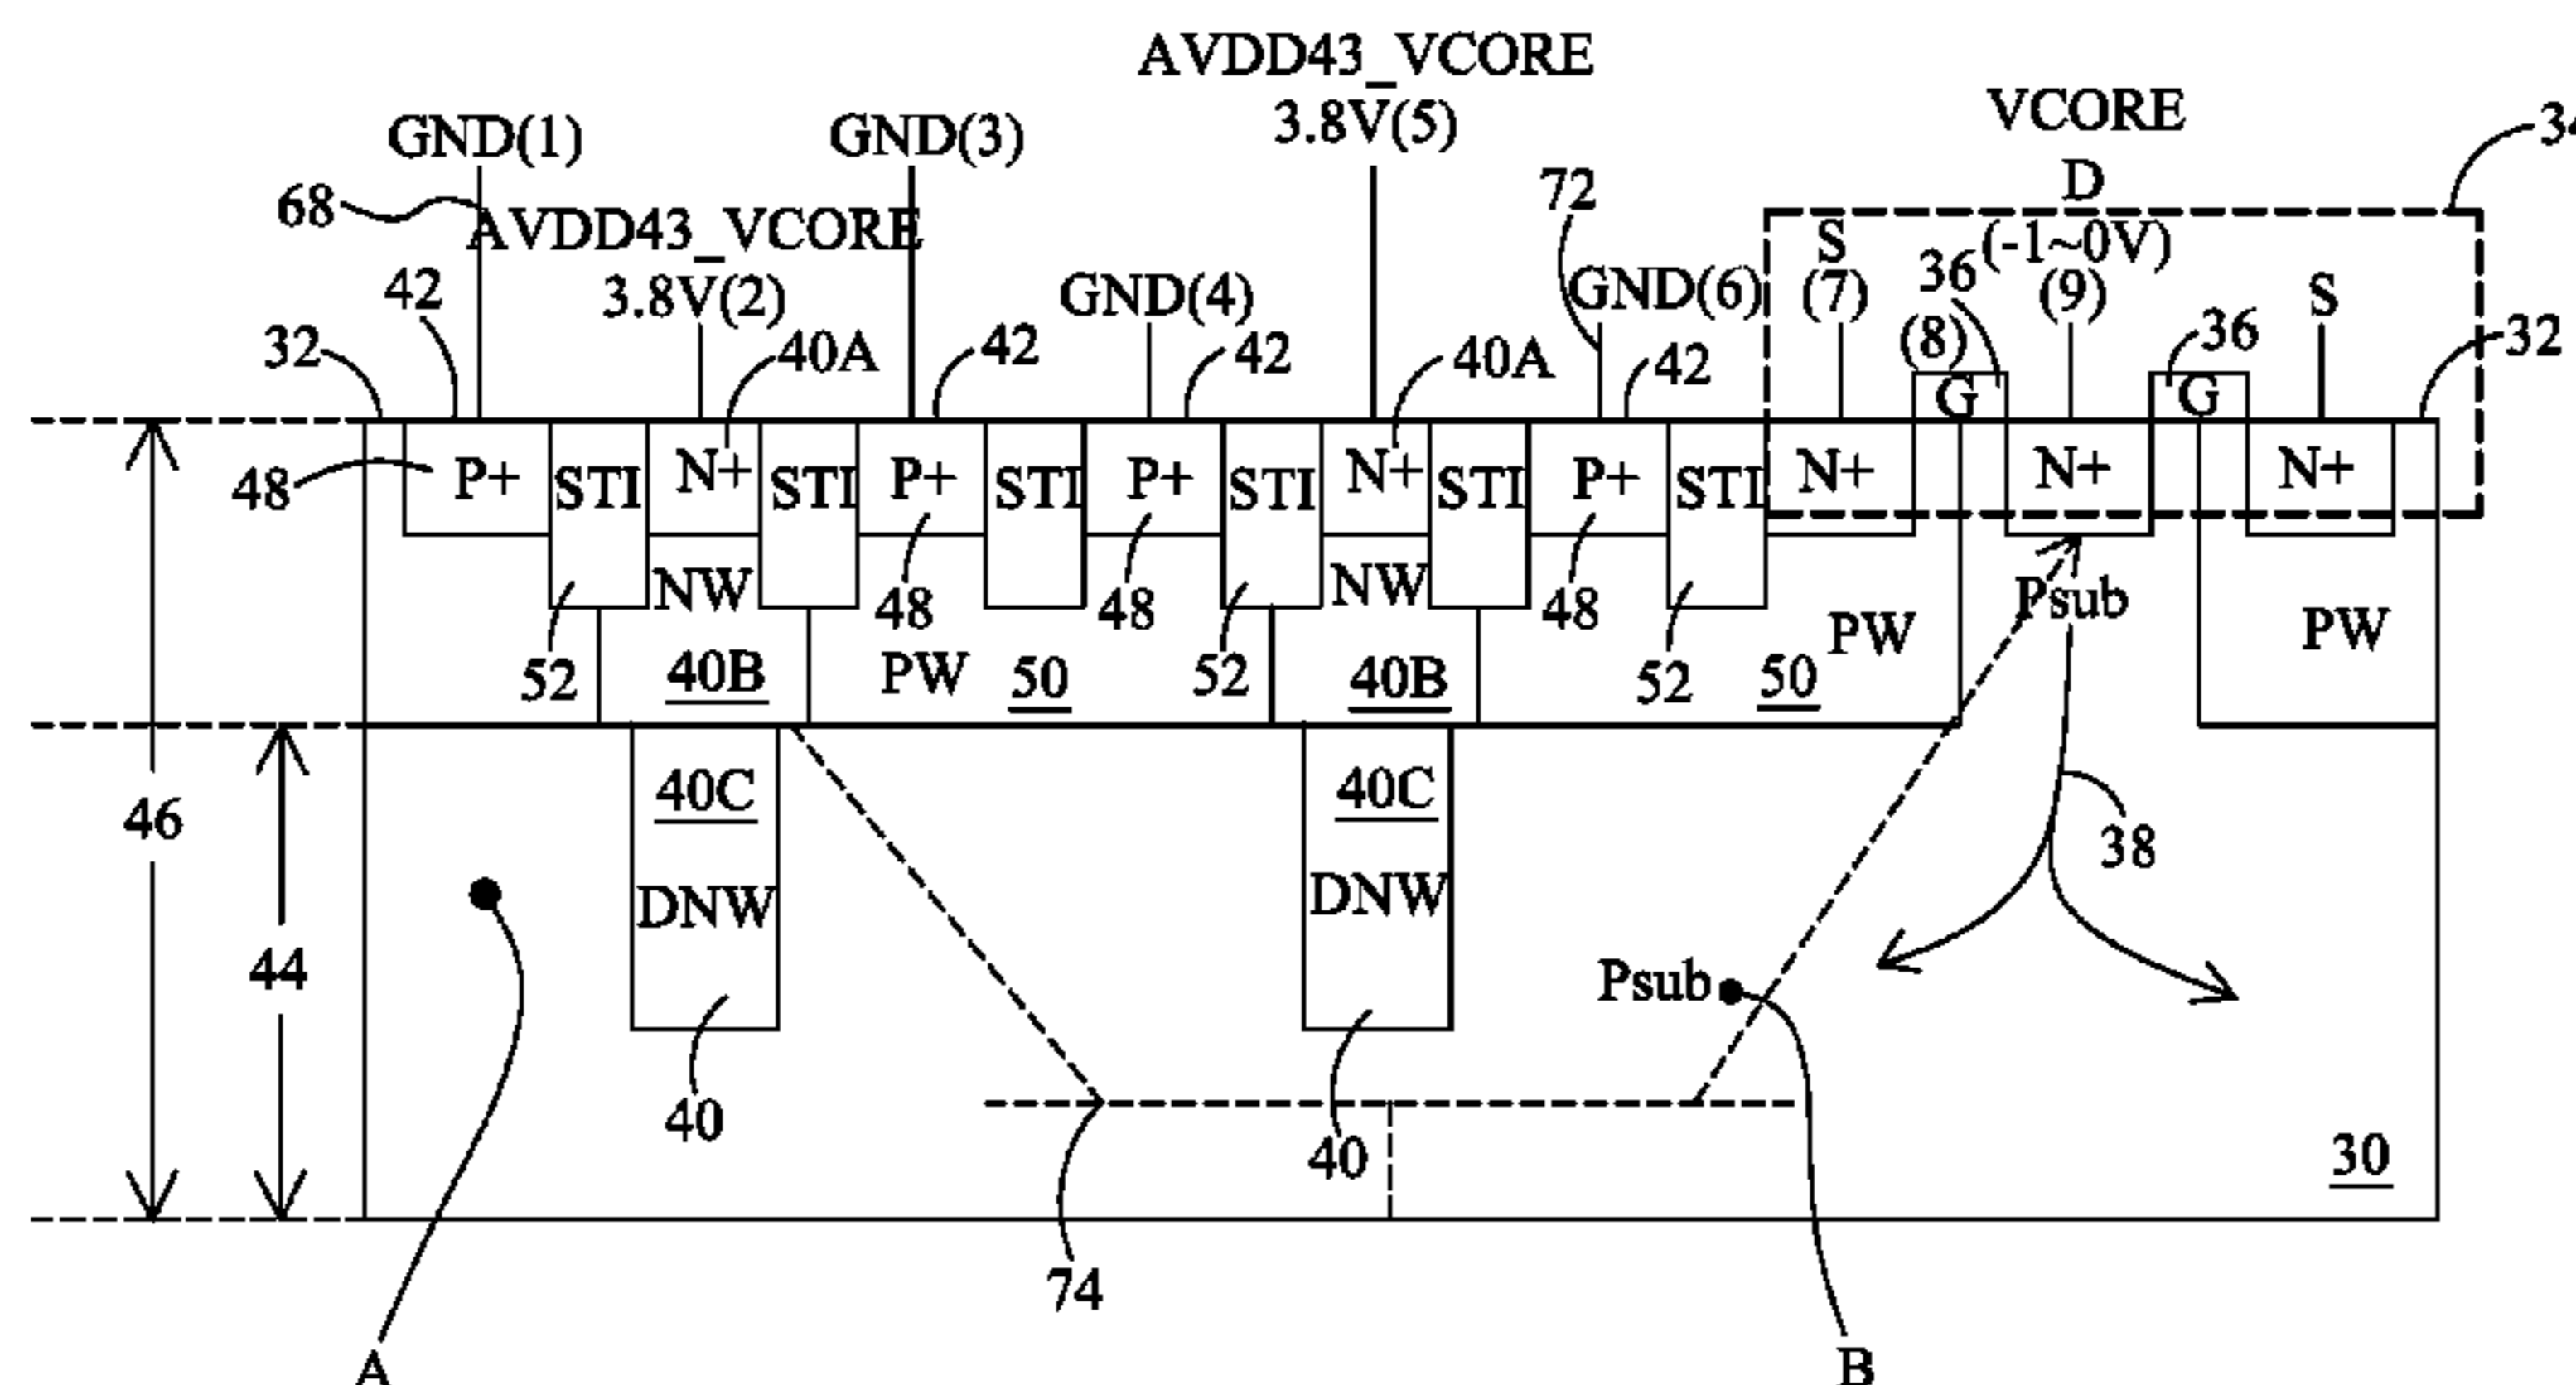 AVDD43_VCORE
3.8V(5)
VCORE
D
(-1~0V)
(9)
GND(1)
GND(3)
68
AVDD43_VCORE
3.8V(2)
72
S
(7)
36
(8)
34
42
GND(4)
GND(6)
S
32
40A
42
42
40A
42
36
32
G
G
48
P+
STI
N+
STI
P+
STI
P+
STI
N+
STI
P+
STI
N+
N+
N+
NW
48
48
NW
48
Psub
PW
PW
52
40B
PW
50
52
40B
52
50
46
44
40C
DNW
40C
DNW
38
Psub
40
40
30
74
A
B